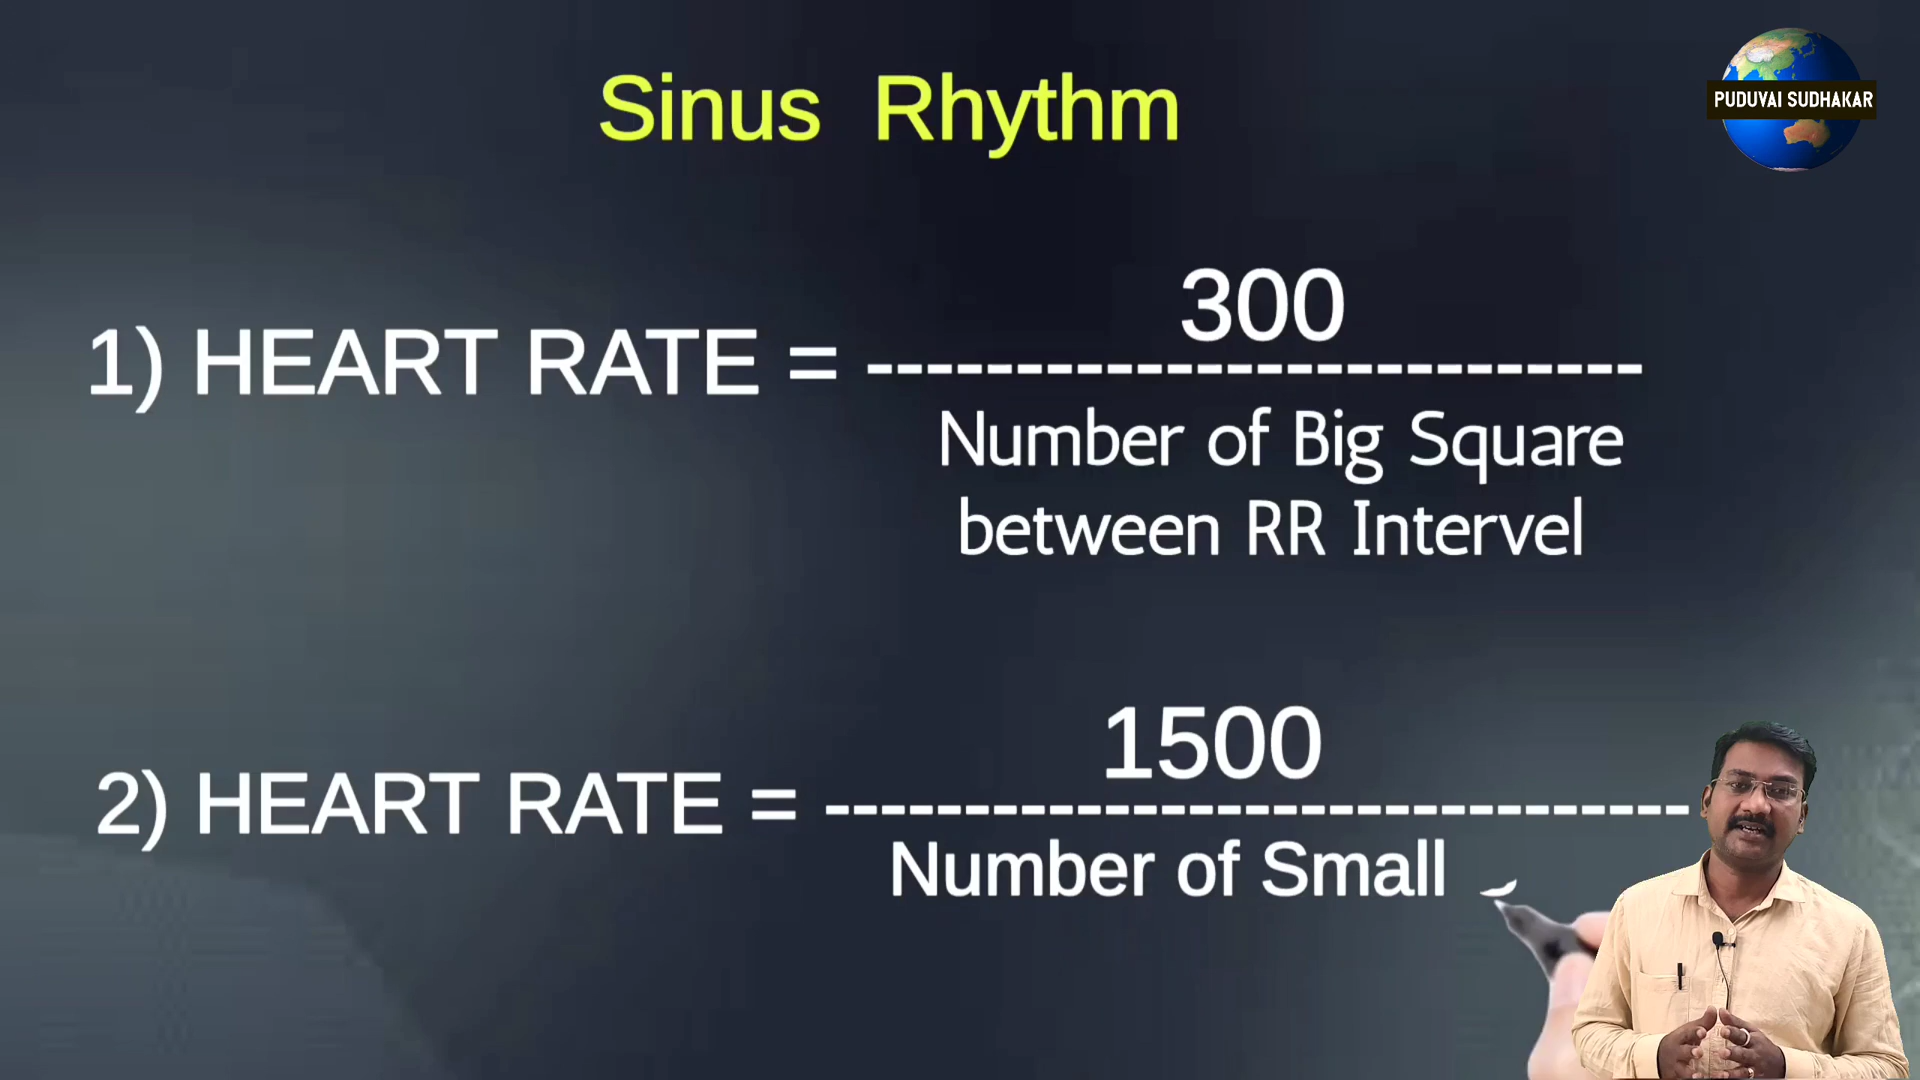 Sinus Rhythm
PUDUVAI SUDHAKAR
300
1) HEART RATE = --------------------------
Number of Big Square
between RR Intervel
1500
2) HEART RATE = -------------------------------
Number of Small